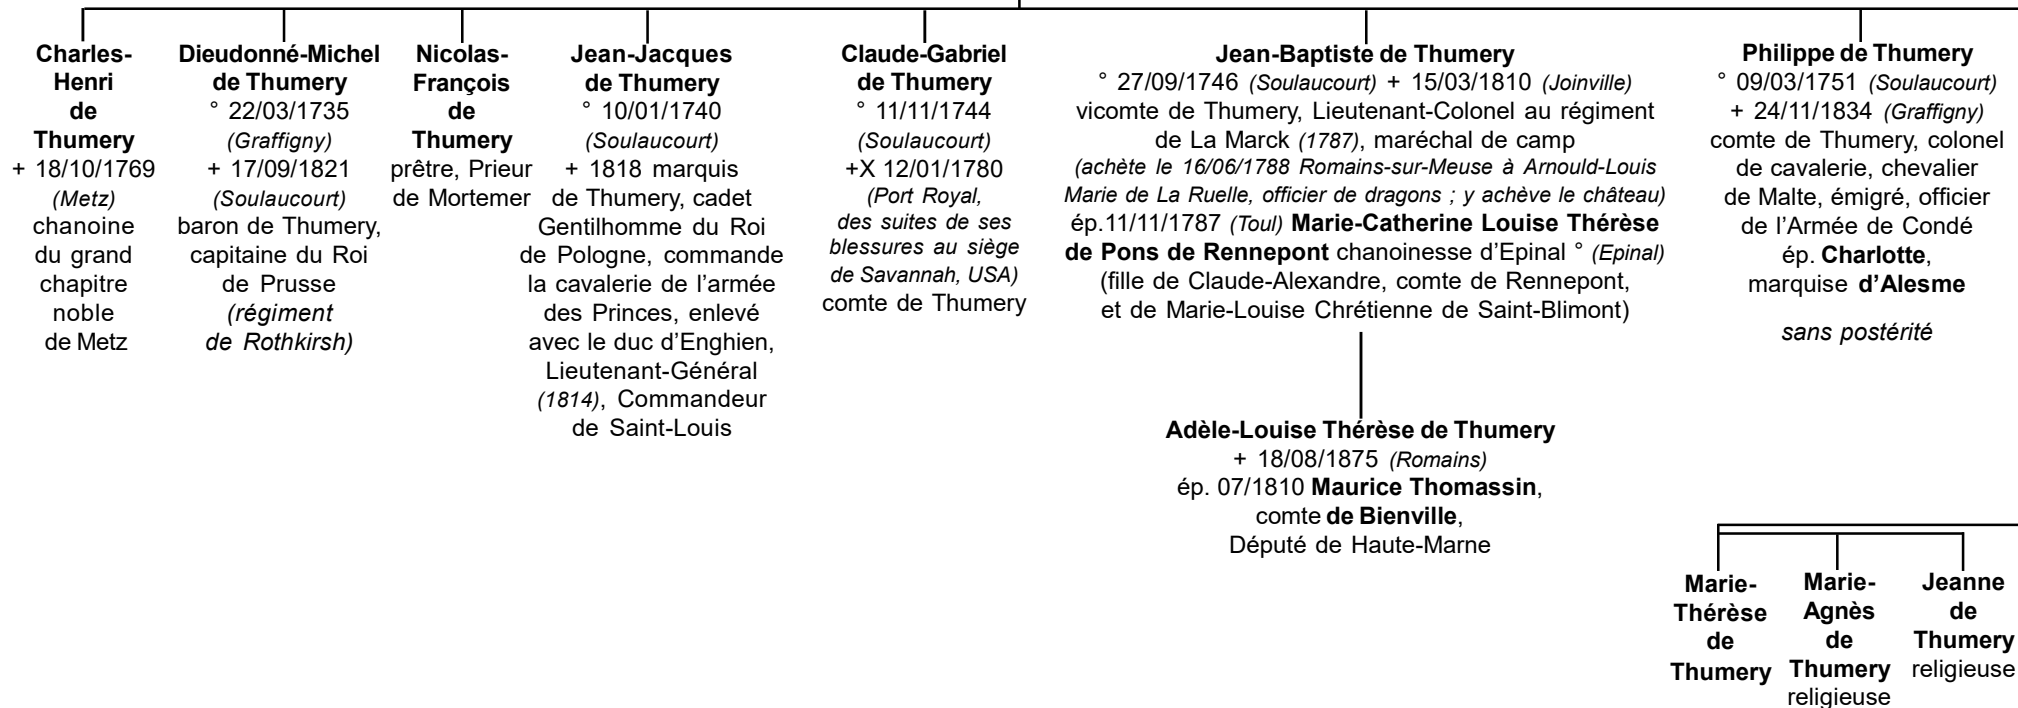 Charles-
Henri
de
Thumery
+ 18/10/1769
(Metz)
chanoine
du grand
chapitre
noble
de Metz
Dieudonné-Michel
de Thumery
° 22/03/1735
(Graffigny)
+ 17/09/1821
(Soulaucourt)
baron de Thumery,
capitaine du Roi
de Prusse
(régiment
de Rothkirsh)
Nicolas-
François
de
Thumery
prêtre, Prieur
de Mortemer
Jean-Jacques
de Thumery
° 10/01/1740
(Soulaucourt)
+ 1818 marquis
de Thumery, cadet
Gentilhomme du Roi
de Pologne, commande
la cavalerie de l'armée
des Princes, enlevé
avec le duc d'Enghien,
Lieutenant-Général
(1814), Commandeur
de Saint-Louis
Claude-Gabriel
de Thumery
° 11/11/1744
(Soulaucourt)
+X 12/01/1780
(Port Royal,
des suites de ses
blessures au siège
de Savannah, USA)
comte de Thumery
Jean-Baptiste de Thumery
° 27/09/1746 (Soulaucourt) + 15/03/1810 (Joinville)
vicomte de Thumery, Lieutenant-Colonel au régiment
de La Marck (1787), maréchal de camp
(achète le 16/06/1788 Romains-sur-Meuse à Arnould-Louis
Marie de La Ruelle, officier de dragons ; y achève le château)
ép.11/11/1787 (Toul) Marie-Catherine Louise Thérèse
de Pons de Rennepont chanoinesse d'Epinal ° (Epinal)
(fille de Claude-Alexandre, comte de Rennepont,
et de Marie-Louise Chrétienne de Saint-Blimont)
Philippe de Thumery
° 09/03/1751 (Soulaucourt)
+ 24/11/1834 (Graffigny)
comte de Thumery, colonel
de cavalerie, chevalier
de Malte, émigré, officier
de l'Armée de Condé
ép. Charlotte,
marquise d'Alesme
sans postérité
Adèle-Louise Thérèse de Thumery
+ 18/08/1875 (Romains)
ép. 07/1810 Maurice Thomassin,
comte de Bienville,
Député de Haute-Marne
Marie-
Thérèse
de
Thumery
Marie-
Agnès
de
Thumery
religieuse
Jeanne
de
Thumery
religieuse